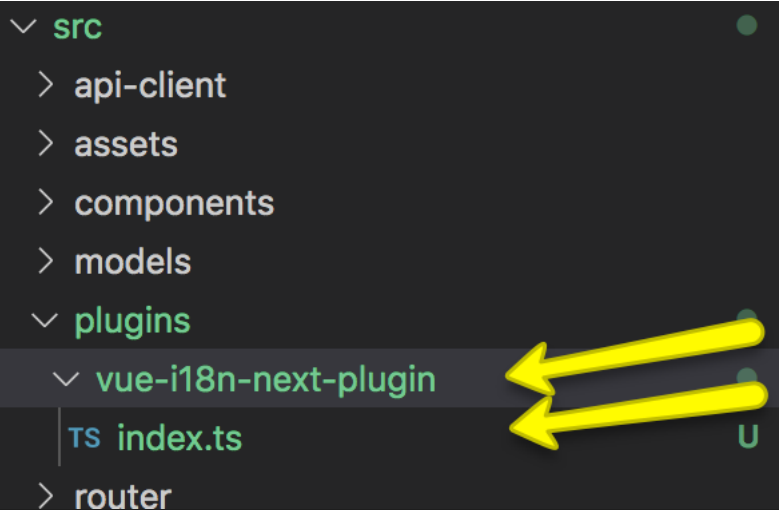 src
api-client
assets
components
models
plugins
vue-i18n-next-plugin
TS index.ts U
router